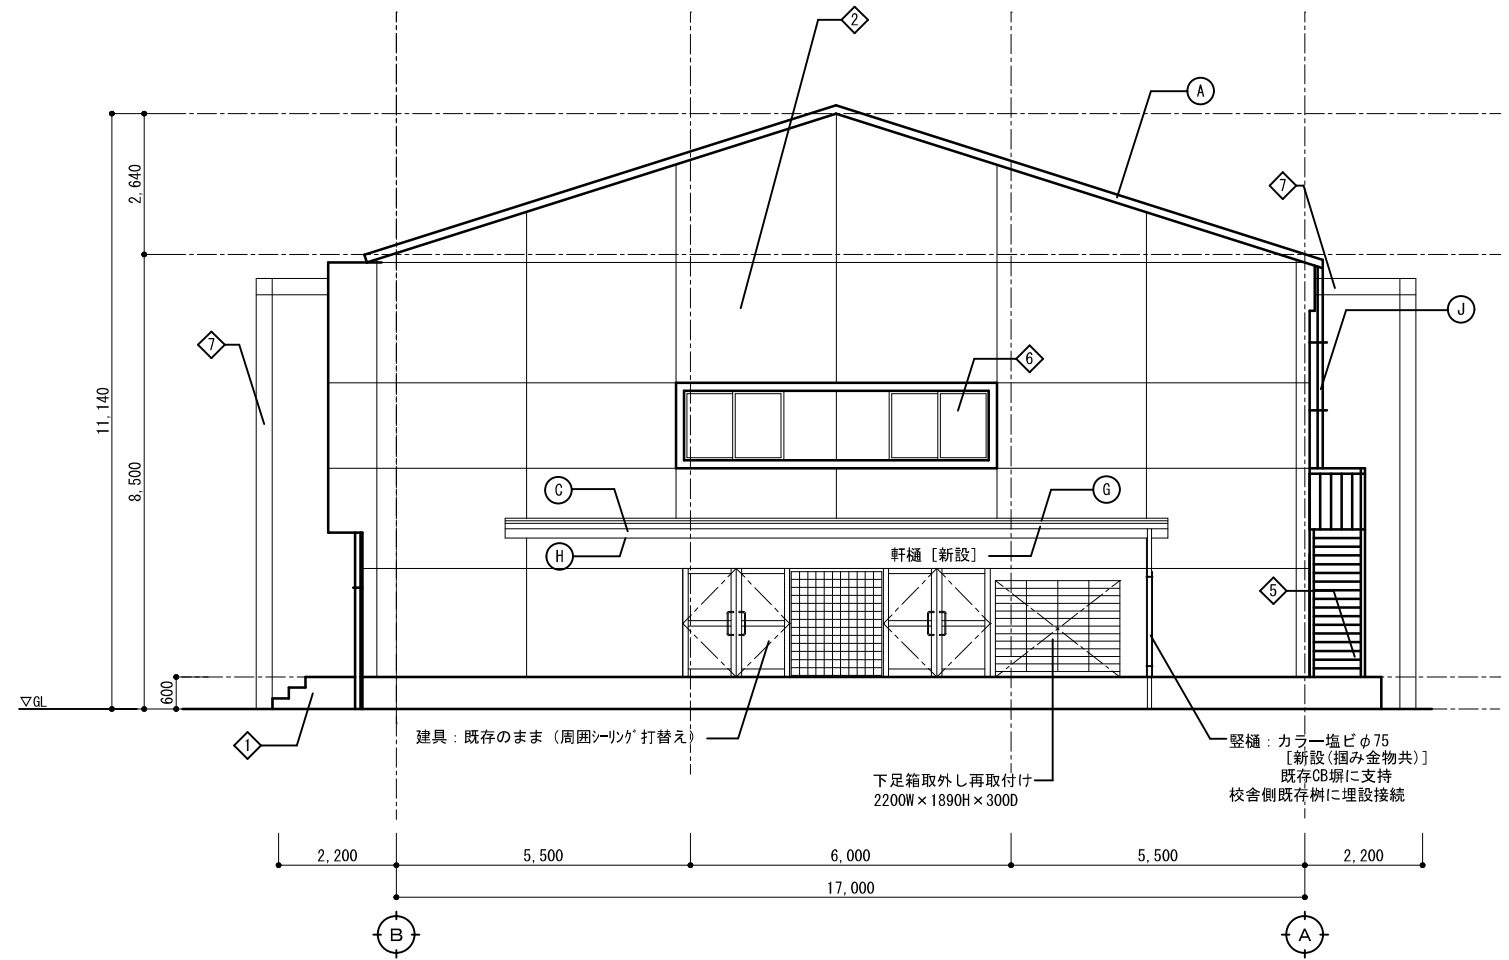 2
A
7
2,640
J
7
6
11,140
8,500
C
G
H
軒樋［新設］
5
600
▽GL
1
建具：既存のまま（周囲ｼｰﾘﾝｸﾞ打替え）
竪樋：カラー塩ビφ75
［新設(掴み金物共)］
既存CB塀に支持
校舎側既存桝に埋設接続
下足箱取外し再取付け
2200W×1890H×300D
2,200
5,500
6,000
5,500
2,200
17,000
B
A